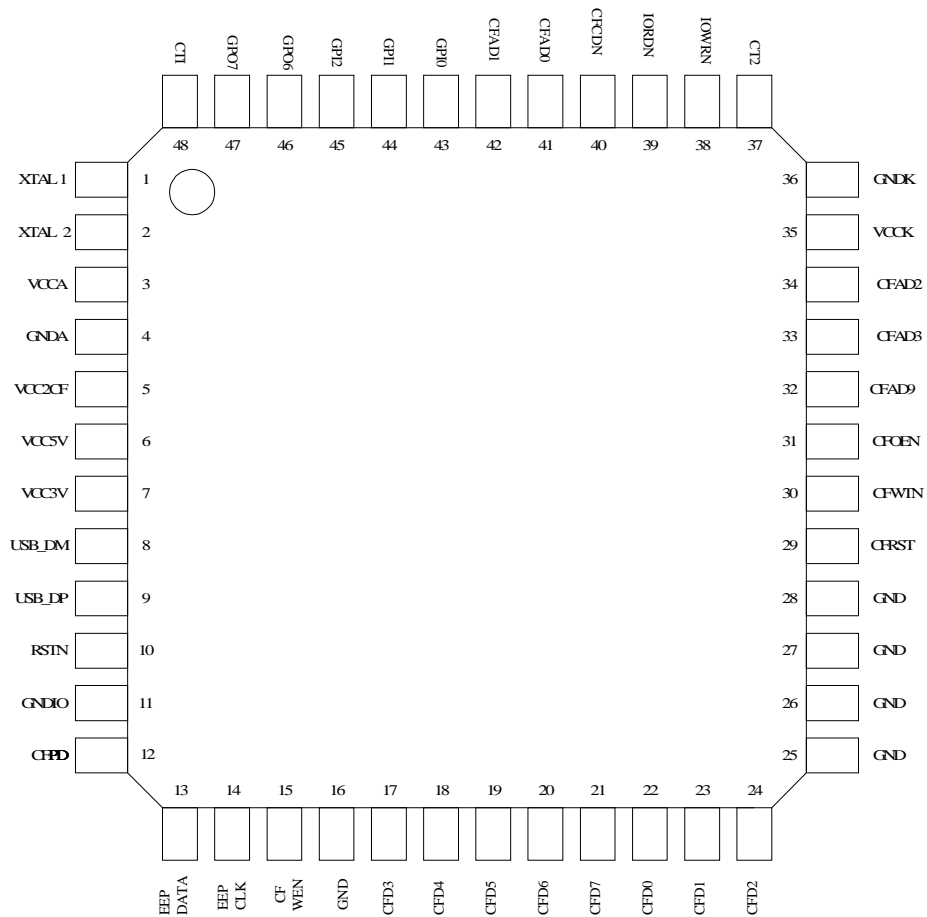 CT1 GPO7 GPO6 GPI2 GPI1 GPI0 CFAD1 CFAD0 CFCDN IORDN IOWRN CT2
48 47 46 45 44 43 42 41 40 39 38 37
XTAL 1 1 36 GNDK
XTAL 2 2 35 VCCK
VCCA 3 34 CFAD2
GNDA 4 33 CFAD3
VCC2CF 5 32 CFAD9
VCC5V 6 31 CFOEN
VCC3V 7 30 CFWTN
USB_DM 8 29 CFRST
USB_DP 9 28 GND
RSTN 10 27 GND
GNDIO 11 26 GND
CFPD 12 25 GND
13 14 15 16 17 18 19 20 21 22 23 24
EEP DATA EEP CLK CF WEN GND CFD3 CFD4 CFD5 CFD6 CFD7 CFD0 CFD1 CFD2